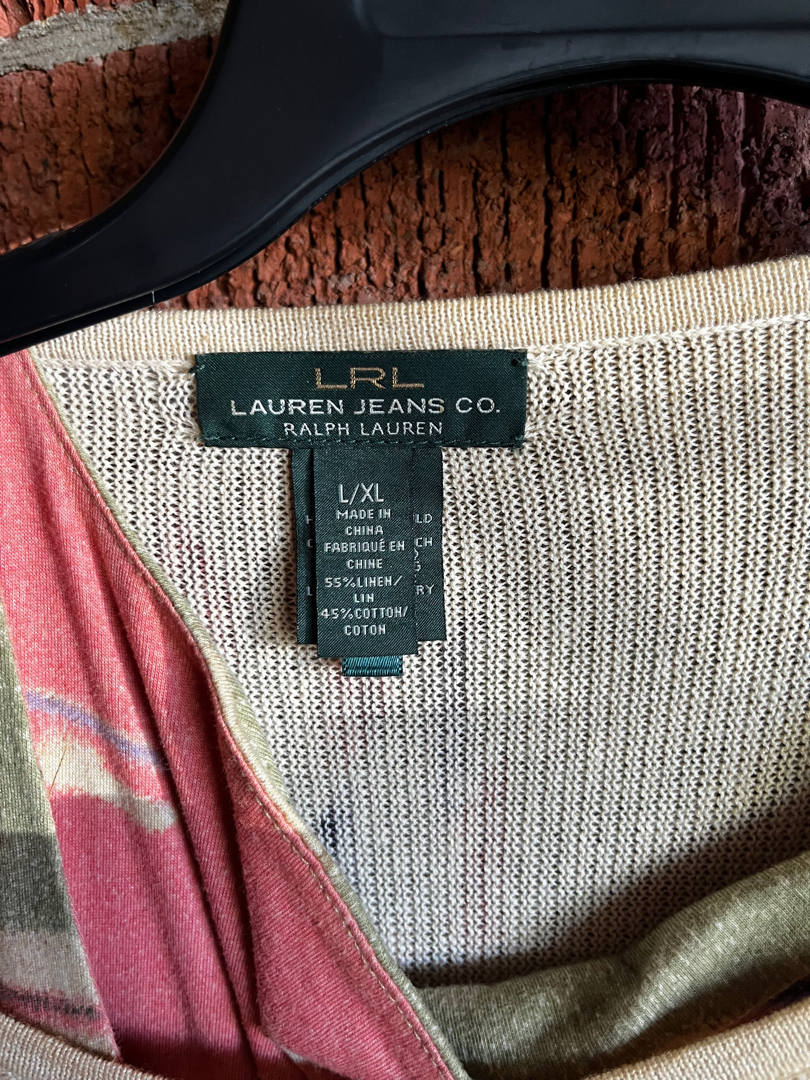 LRL
LAUREN JEANS CO.
RALPH LAUREN
L/XL
MADE IN
CHINA
FABRIQUÉ EN
CHINE
55%LINEN/
LIN
45%COTTON/
COTON